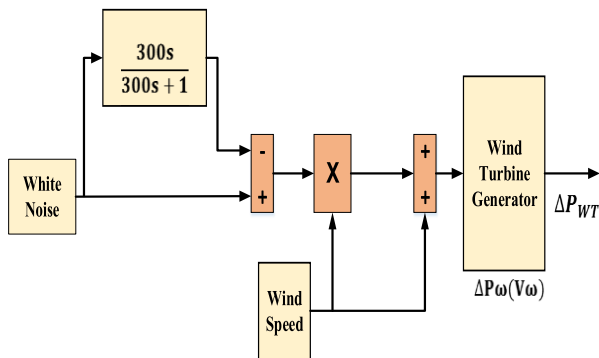 300s
300s + 1
White
Noise
-
+
X
+
+
Wind
Speed
Wind
Turbine
Generator
ΔP_WT
ΔPω(Vω)